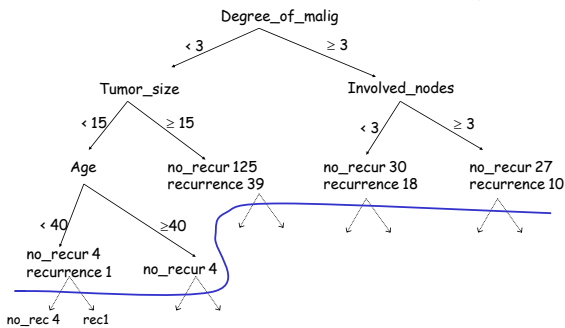 Degree_of_malig
< 3
≥ 3
Tumor_size
Involved_nodes
< 15
≥ 15
< 3
≥ 3
Age
no_recur 125
recurrence 39
no_recur 30
recurrence 18
no_recur 27
recurrence 10
< 40
≥40
no_recur 4
recurrence 1
no_recur 4
no_rec 4
rec1